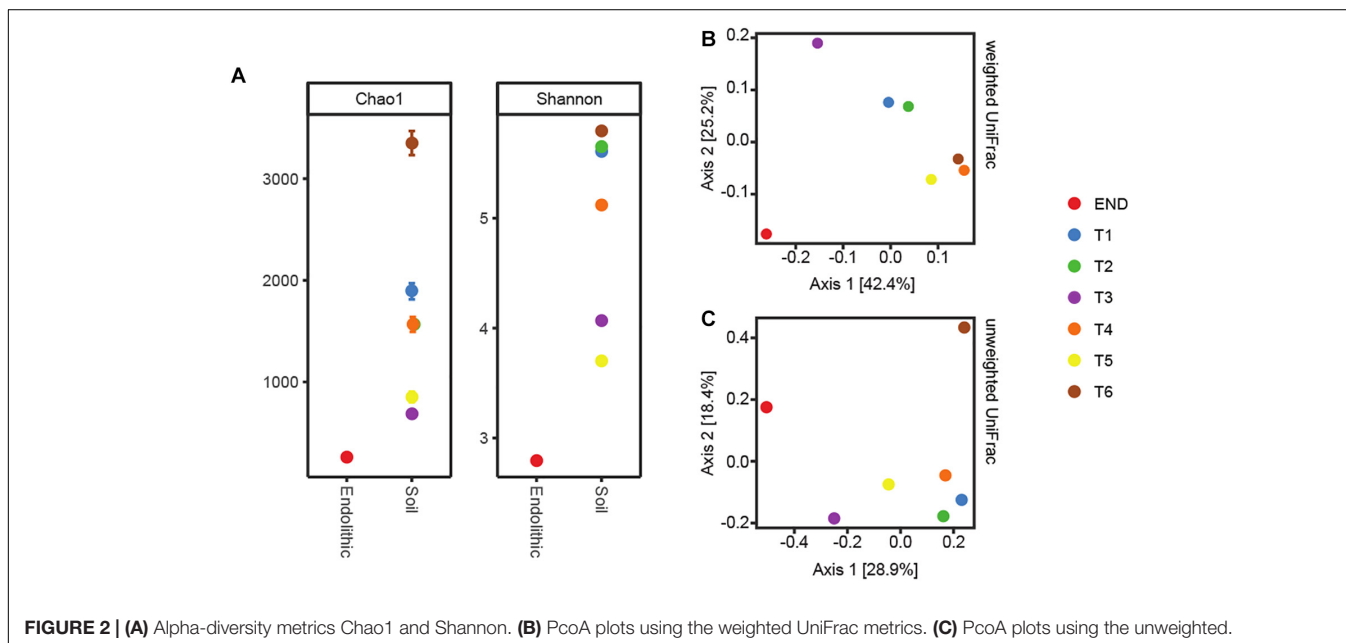 A
Chao1
Shannon
3000
2000
1000
5
4
3
Endolithic
Soil
Endolithic
Soil
B
0.2
0.1
0.0
-0.1
Axis 2 [25.2%]
-0.2
-0.1
0.0
0.1
Axis 1 [42.4%]
weighted UniFrac
C
0.4
0.2
0.0
-0.2
Axis 2 [18.4%]
-0.4
-0.2
0.0
0.2
Axis 1 [28.9%]
unweighted UniFrac
END
T1
T2
T3
T4
T5
T6
FIGURE 2 | (A) Alpha-diversity metrics Chao1 and Shannon. (B) PcoA plots using the weighted UniFrac metrics. (C) PcoA plots using the unweighted.